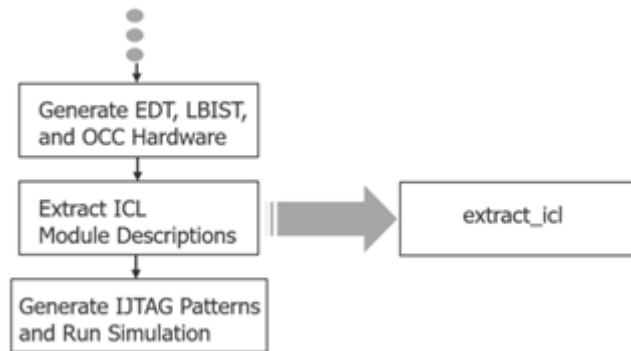 Generate EDT, LBIST,
and OCC Hardware
Extract ICL
Module Descriptions
extract_icl
Generate IJTAG Patterns
and Run Simulation